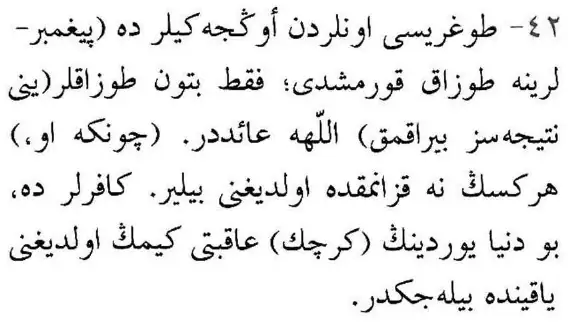 ٤٢- طوغریسی اونلردن أوڭجه‌کیلر ده (پیغمبر-
لرینه طوزاق قورمشدی؛ فقط بتون طوزاقلر(ینی
نتیجه‌سز بیراقمق) اللّٰهه عائددر. (چونکه او،)
هرکسڭ نه قزانمقده اولدیغنی بیلیر. کافرلر ده،
بو دنیا یوردینڭ (کرچك) عاقبتی کیمڭ اولدیغنی
یاقینده بیله‌جکدر.